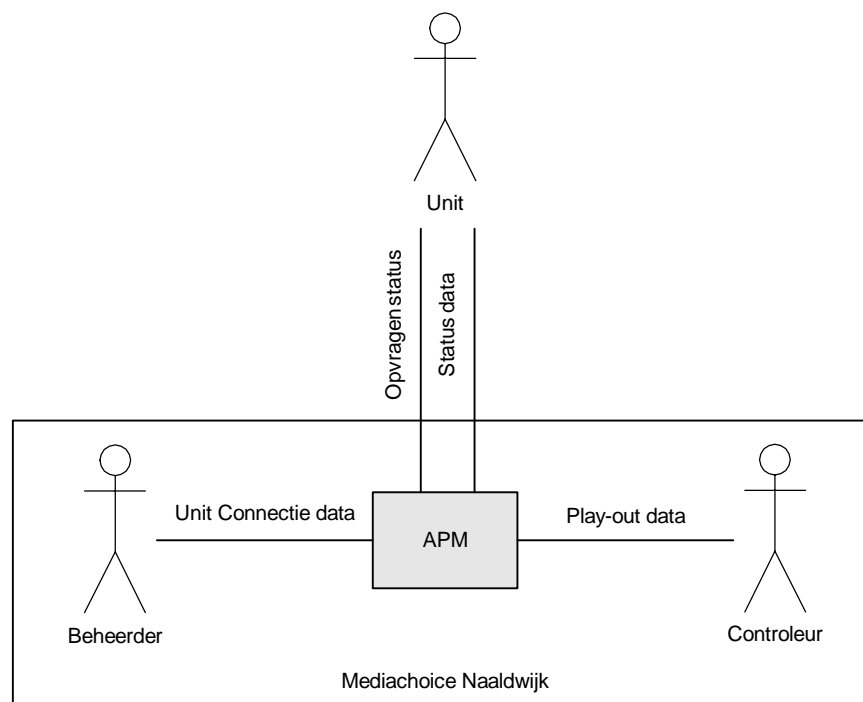 Unit
Opvragen status
Status data
Unit Connectie data
APM
Play-out data
Beheerder
Controleur
Mediachoice Naaldwijk